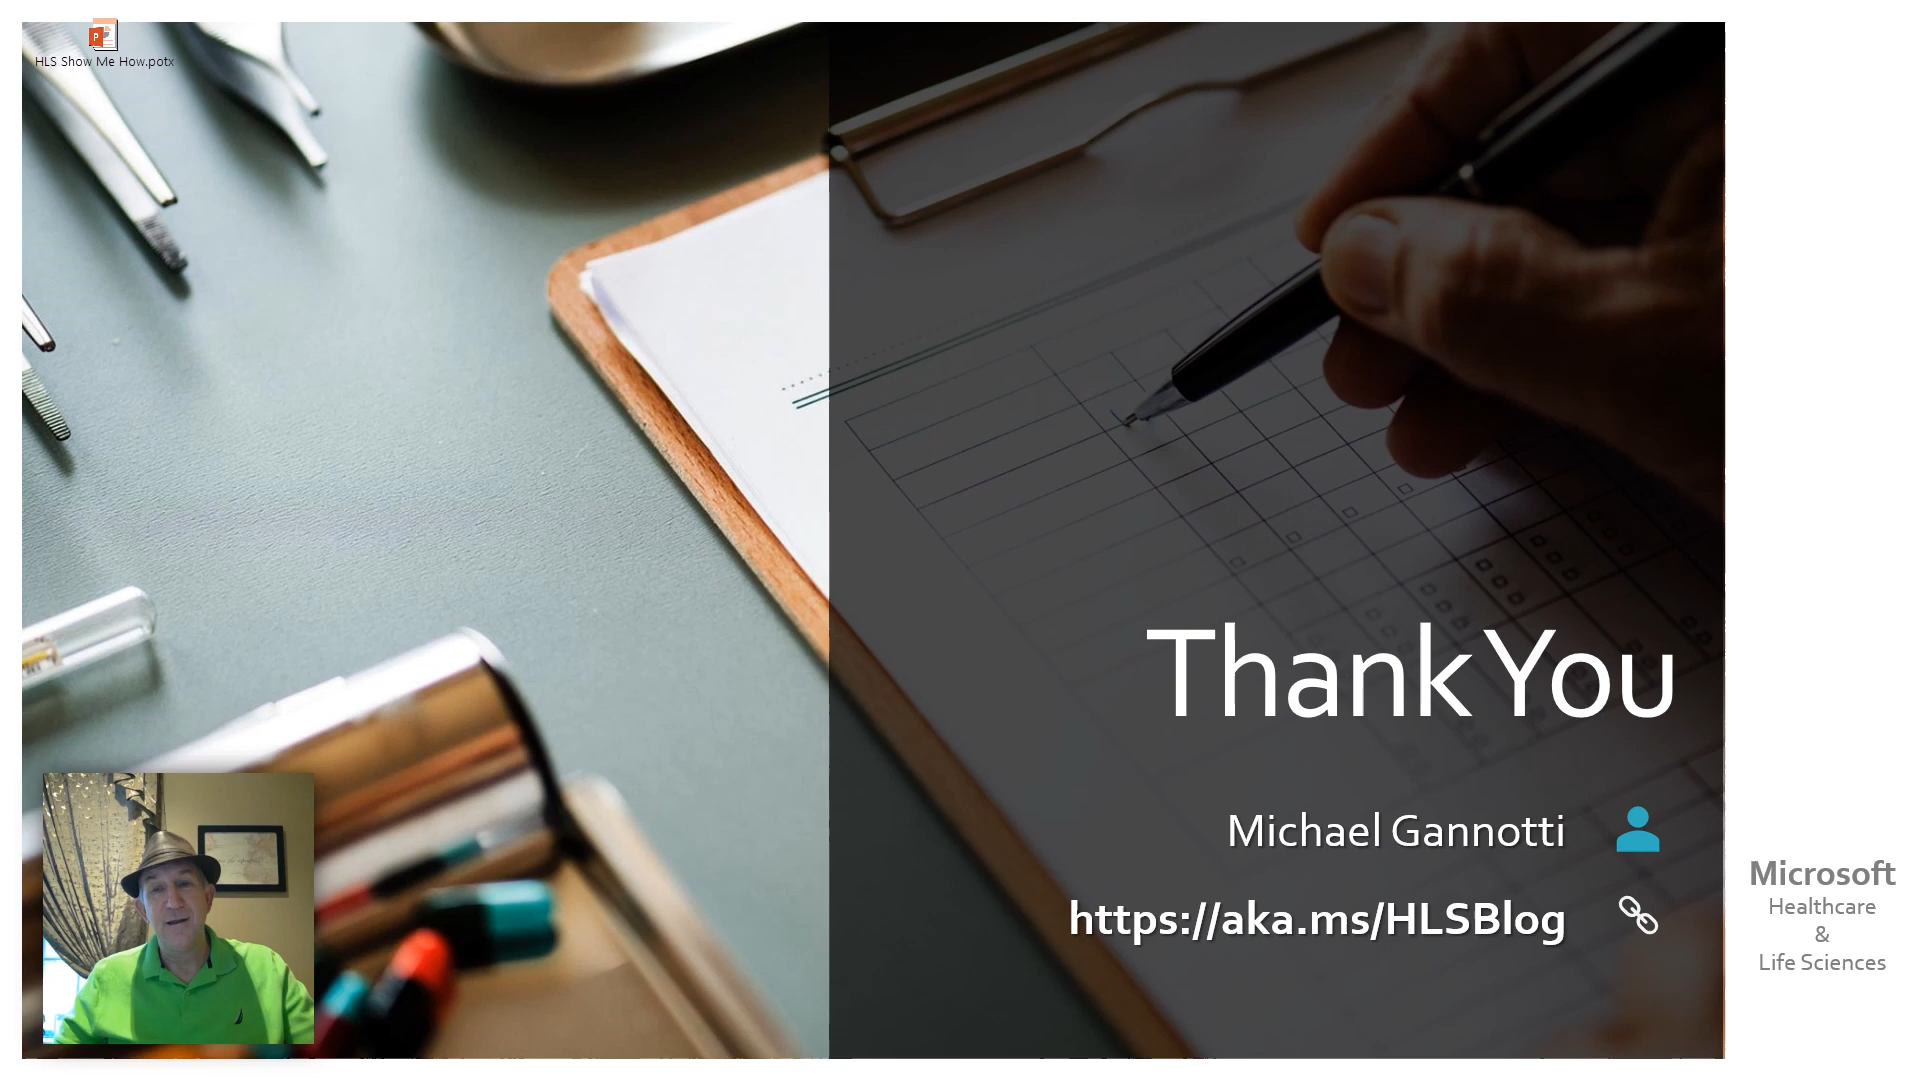 HLS Show Me How.potx
Thank You
Michael Gannotti
https://aka.ms/HLSBlog
Microsoft
Healthcare
&
Life Sciences